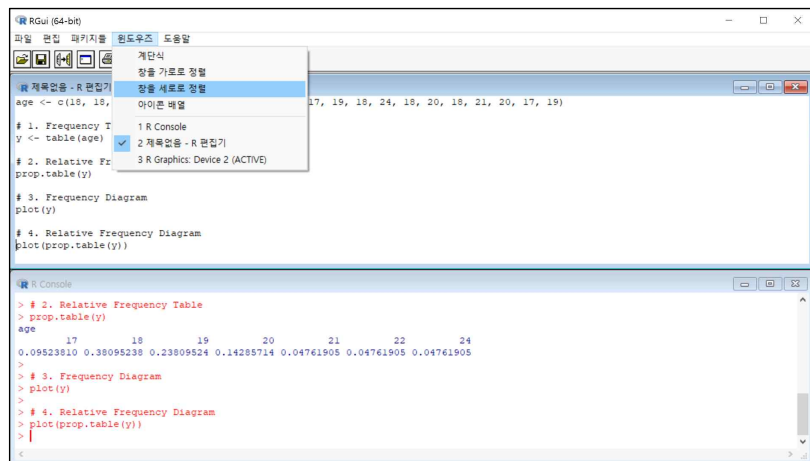 RGui (64-bit)
파일 편집 패키지들 윈도우즈 도움말
계단식
창을 가로로 정렬
창을 세로로 정렬
아이콘 배열
1 R Console
2 제목없음 - R 편집기
3 R Graphics: Device 2 (ACTIVE)
제목없음 - R 편집기
age <- c(18, 18, 17, 19, 18, 24, 18, 20, 18, 21, 20, 17, 19)
# 1. Frequency T
y <- table(age)
# 2. Relative Fr
prop.table(y)
# 3. Frequency Diagram
plot(y)
# 4. Relative Frequency Diagram
plot(prop.table(y))
R Console
> # 2. Relative Frequency Table
> prop.table(y)
age
17 18 19 20 21 22 24
0.09523810 0.38095238 0.23809524 0.14285714 0.04761905 0.04761905 0.04761905
>
> # 3. Frequency Diagram
> plot(y)
>
> # 4. Relative Frequency Diagram
> plot(prop.table(y))
>